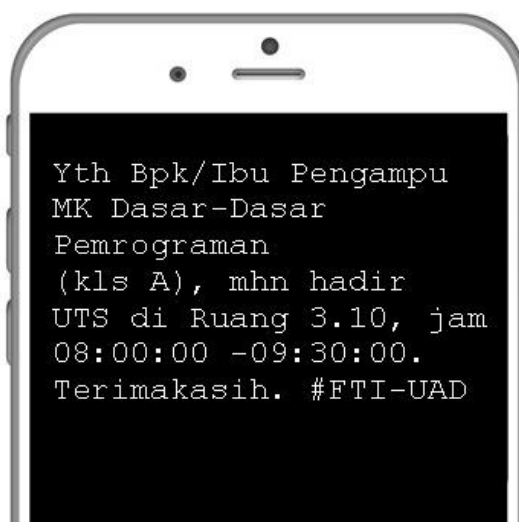 Yth Bpk/Ibu Pengampu
MK Dasar-Dasar
Pemrograman
(kls A), mhn hadir
UTS di Ruang 3.10, jam
08:00:00 -09:30:00.
Terimakasih. #FTI-UAD